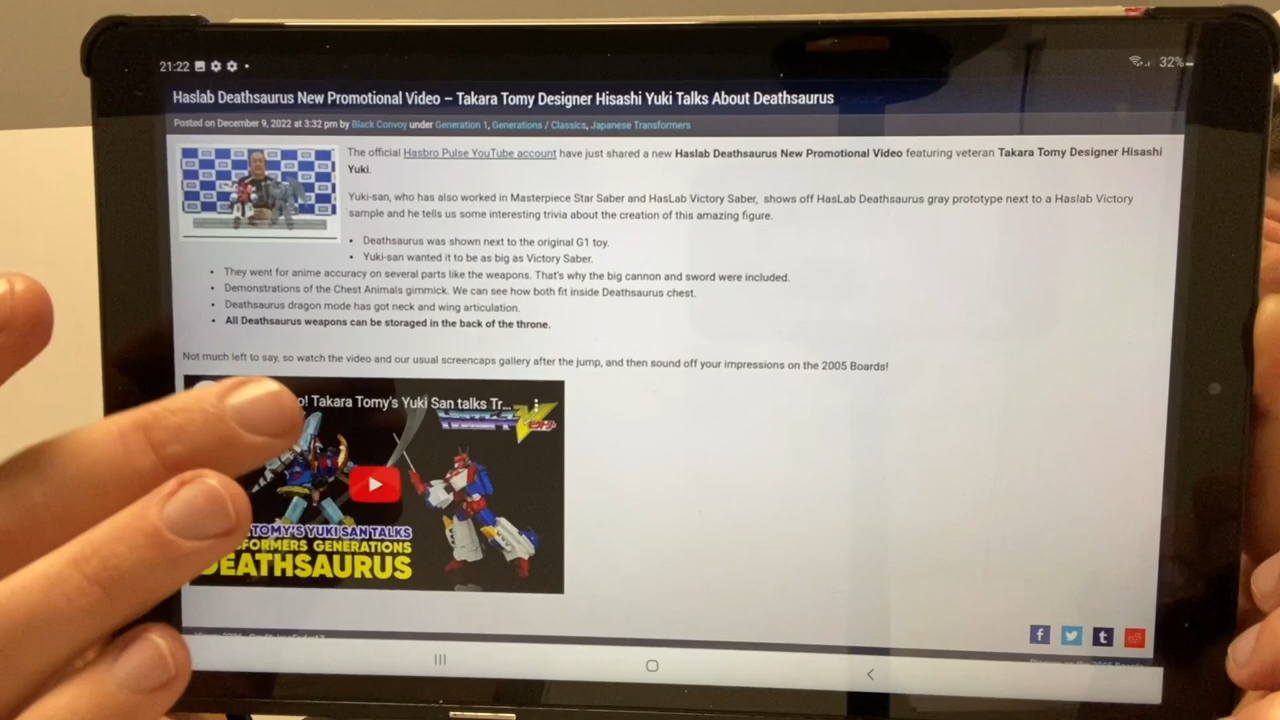 21:22
32%
Haslab Deathsaurus New Promotional Video – Takara Tomy Designer Hisashi Yuki Talks About Deathsaurus
Posted on December 9, 2022 at 3:32 pm by Black Convoy under Generation 1, Generations / Classics, Japanese Transformers
The official Hasbro Pulse YouTube account have just shared a new Haslab Deathsaurus New Promotional Video featuring veteran Takara Tomy Designer Hisashi
Yuki.
Yuki-san, who has also worked in Masterpiece Star Saber and HasLab Victory Saber, shows off HasLab Deathsaurus gray prototype next to a Haslab Victory
sample and he tells us some interesting trivia about the creation of this amazing figure.
• Deathsaurus was shown next to the original G1 toy.
• Yuki-san wanted it to be as big as Victory Saber.
• They went for anime accuracy on several parts like the weapons. That's why the big cannon and sword were included.
• Demonstrations of the Chest Animals gimmick. We can see how both fit inside Deathsaurus chest.
• Deathsaurus dragon mode has got neck and wing articulation.
• All Deathsaurus weapons can be storaged in the back of the throne.
Not much left to say, so watch the video and our usual screencaps gallery after the jump, and then sound off your impressions on the 2005 Boards!
o! Takara Tomy's Yuki San talks Tr...
TOMY'S YUKI SAN TALKS
SFORMERS GENERATIONS
DEATHSAURUS